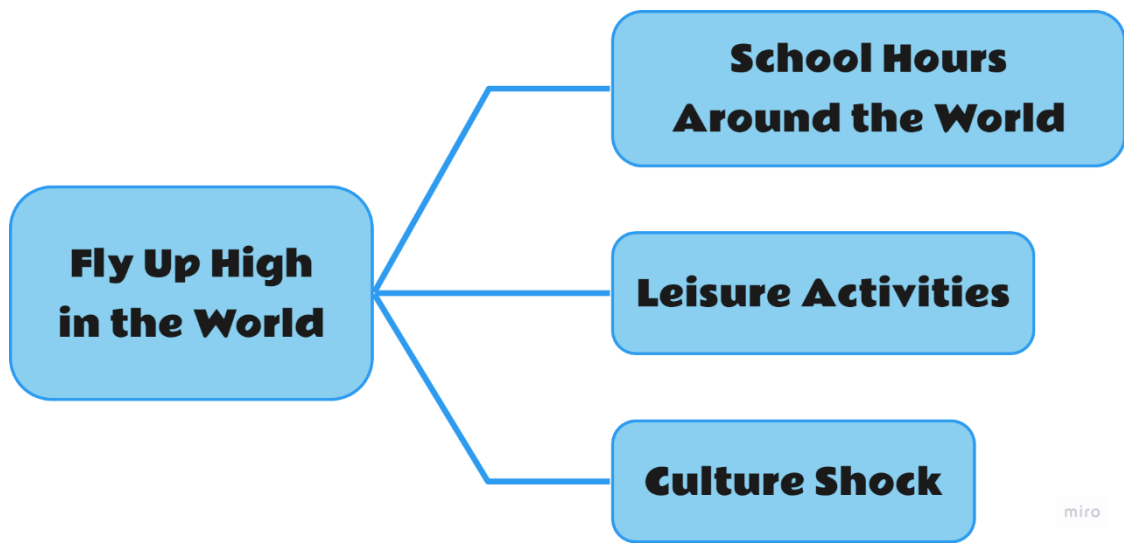 Fly Up High
in the World
School Hours
Around the World
Leisure Activities
Culture Shock
miro